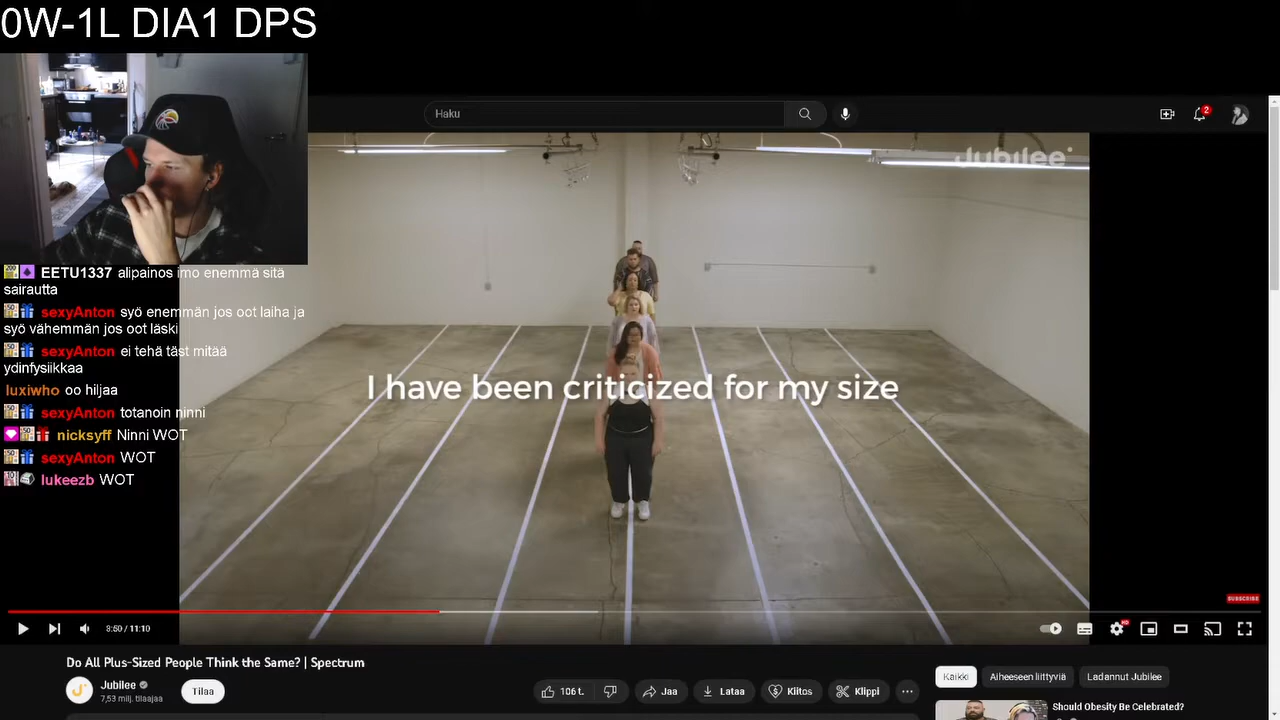 0W-1L DIA1 DPS
Haku
2
Jubilee
EETU1337 alipainos imo enemmä sitä
sairautta
sexyAnton syö enemmän jos oot laiha ja
syö vähemmän jos oot läski
sexyAnton ei tehä täst mitää
ydinfysiikkaa
luxiwho oo hiljaa
sexyAnton totanoin ninni
nicksyff Ninni WOT
sexyAnton WOT
lukeezb WOT
I have been criticized for my size
SUBSCRIBE
3:50 / 11:10
HD
Do All Plus-Sized People Think the Same? | Spectrum
Jubilee
7,53 milj. tilaajaa
Tilaa
106 t.
Jaa
Lataa
Kiitos
Klippi
Kaikki
Aiheeseen liittyviä
Ladannut Jubilee
Should Obesity Be Celebrated?